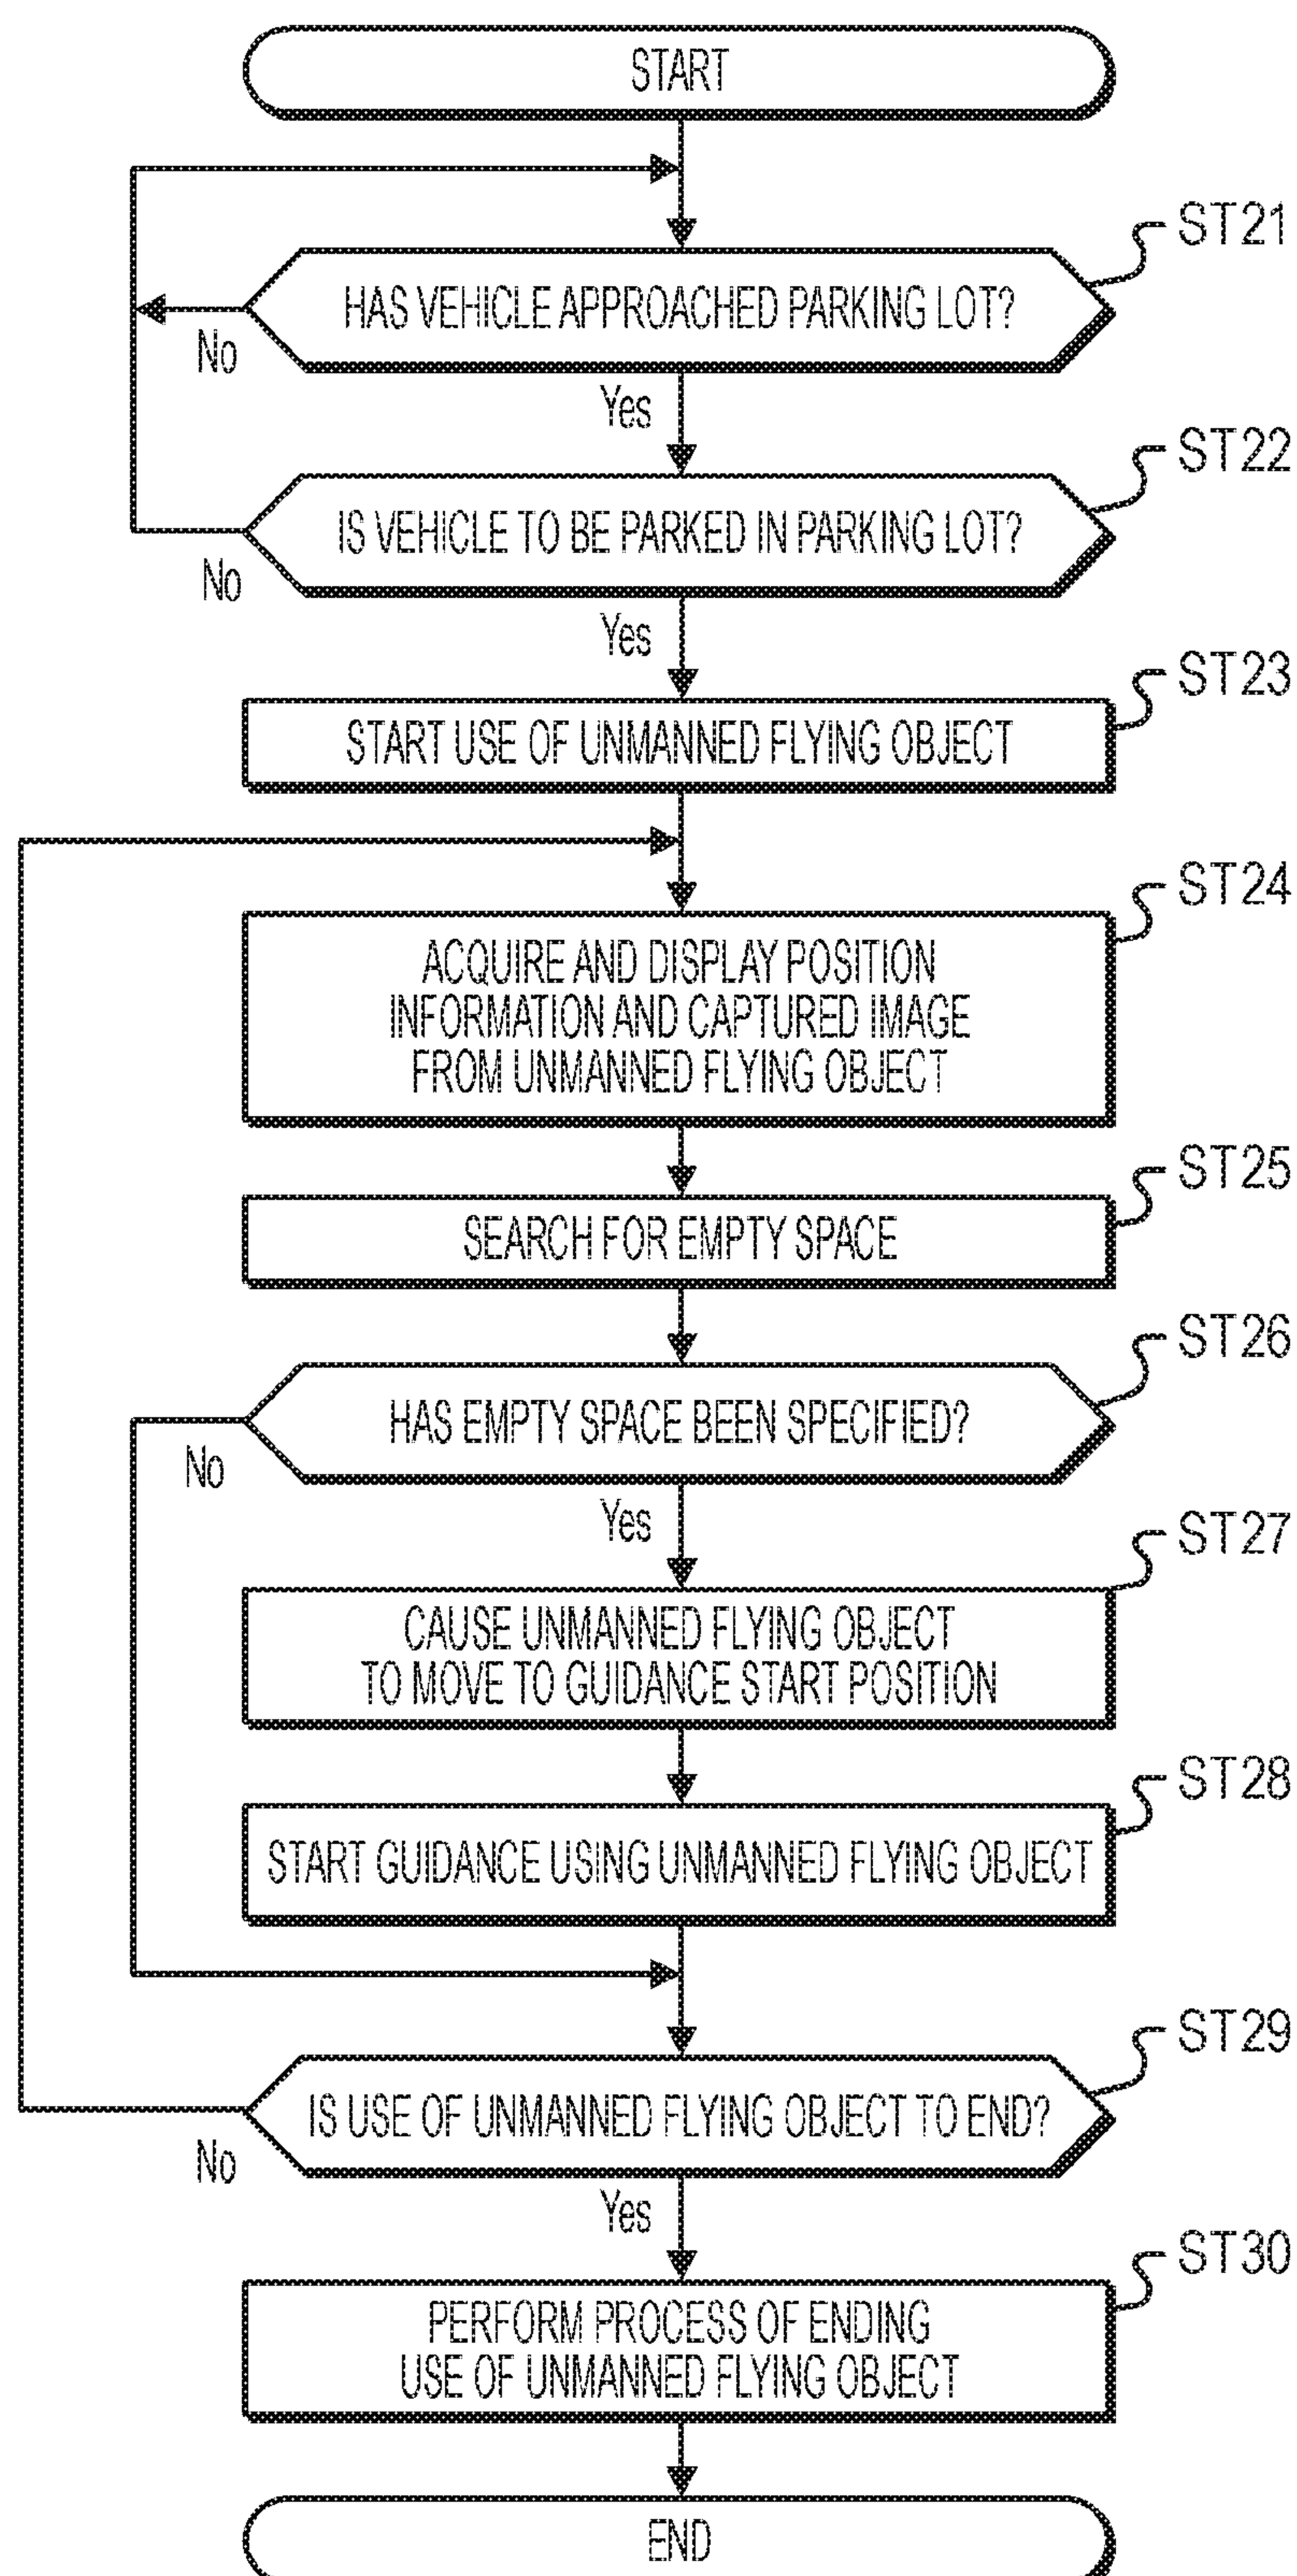 START
ST21
HAS VEHICLE APPROACHED PARKING LOT?
No
Yes
ST22
IS VEHICLE TO BE PARKED IN PARKING LOT?
No
Yes
ST23
START USE OF UNMANNED FLYING OBJECT
ST24
ACQUIRE AND DISPLAY POSITION
INFORMATION AND CAPTURED IMAGE
FROM UNMANNED FLYING OBJECT
ST25
SEARCH FOR EMPTY SPACE
ST26
HAS EMPTY SPACE BEEN SPECIFIED?
No
Yes
ST27
CAUSE UNMANNED FLYING OBJECT
TO MOVE TO GUIDANCE START POSITION
ST28
START GUIDANCE USING UNMANNED FLYING OBJECT
ST29
IS USE OF UNMANNED FLYING OBJECT TO END?
No
Yes
ST30
PERFORM PROCESS OF ENDING
USE OF UNMANNED FLYING OBJECT
END